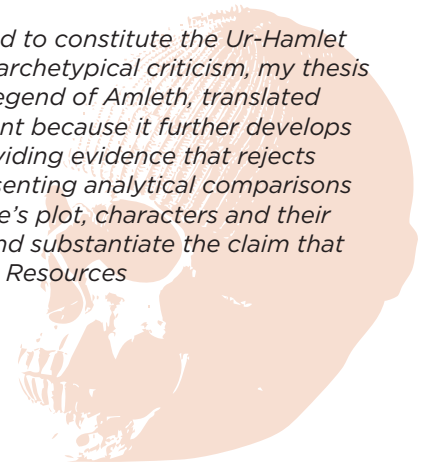 d to constitute the Ur-Hamlet
archetypical criticism, my thesis
egend of Amleth, translated
nt because it further develops
viding evidence that rejects
senting analytical comparisons
e's plot, characters and their
nd substantiate the claim that
Resources